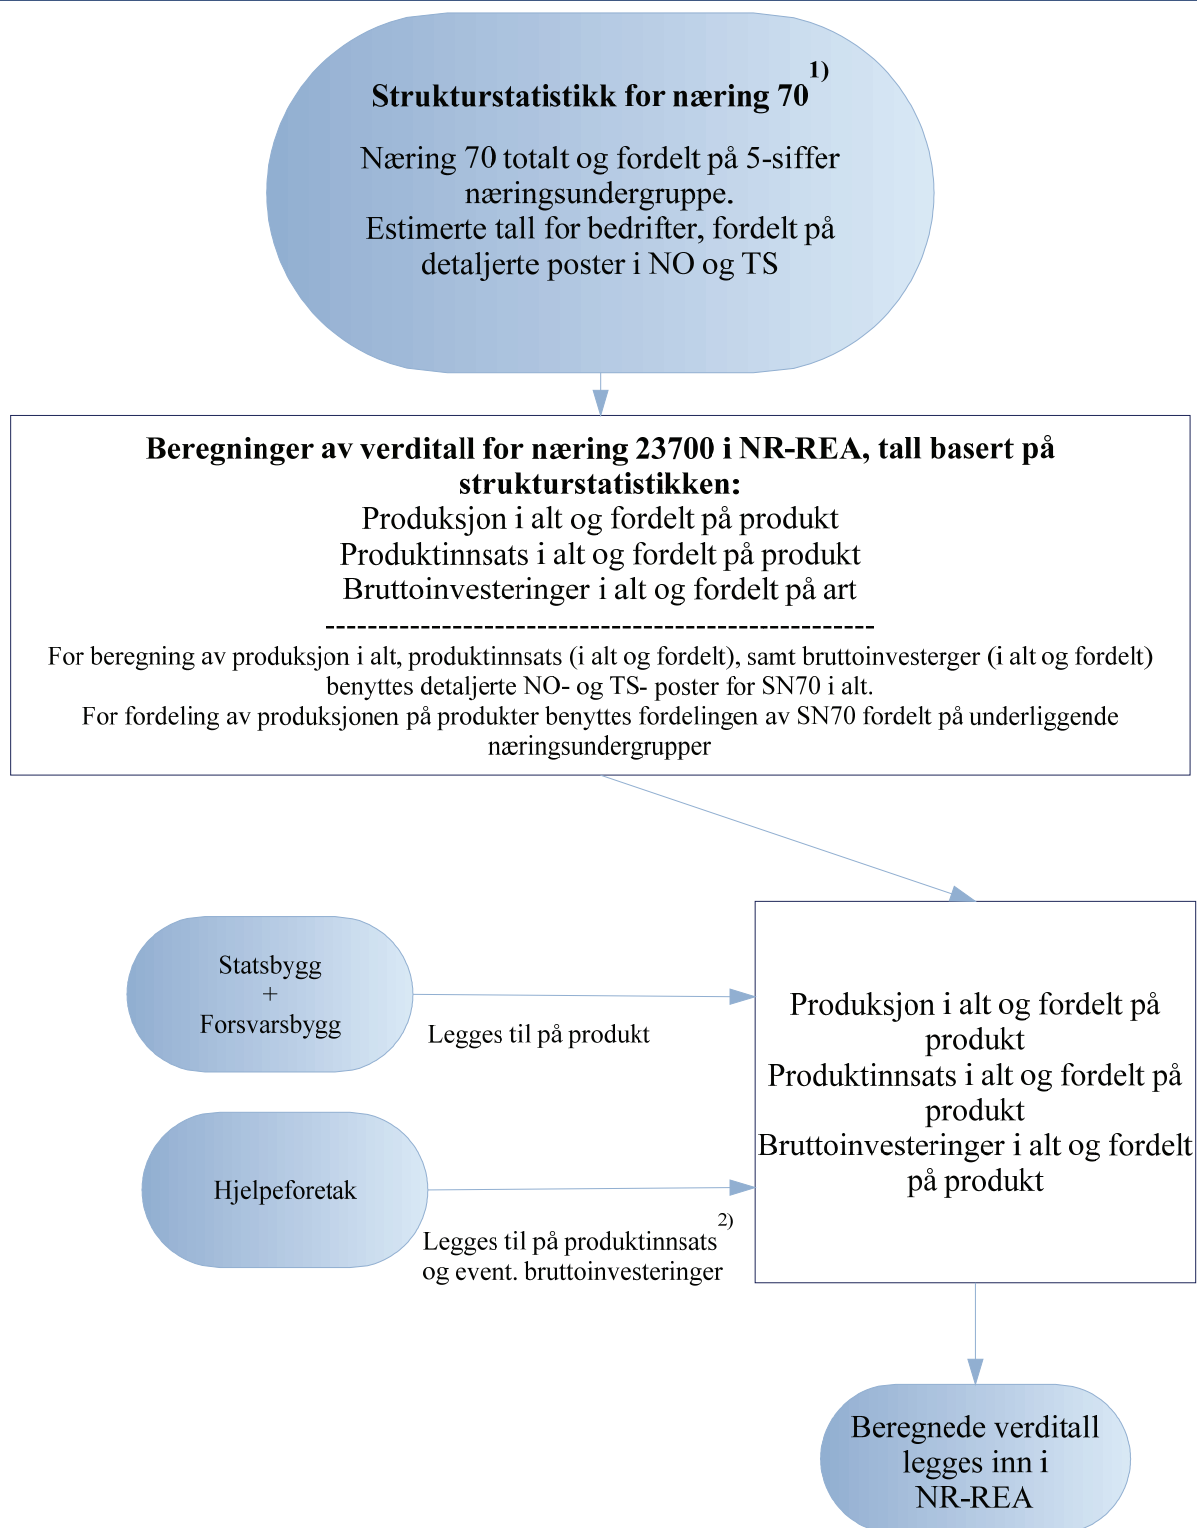 Strukturstatistikk for næring 70 1)
Næring 70 totalt og fordelt på 5-siffer
næringsundergruppe.
Estimerte tall for bedrifter, fordelt på
detaljerte poster i NO og TS
Beregninger av verditall for næring 23700 i NR-REA, tall basert på
strukturstatistikken:
Produksjon i alt og fordelt på produkt
Produktinnsats i alt og fordelt på produkt
Bruttoinvesteringer i alt og fordelt på art
----------------------------------------------------
For beregning av produksjon i alt, produktinnsats (i alt og fordelt), samt bruttoinvesterger (i alt og fordelt)
benyttes detaljerte NO- og TS- poster for SN70 i alt.
For fordeling av produksjonen på produkter benyttes fordelingen av SN70 fordelt på underliggende
næringsundergrupper
Statsbygg
+
Forsvarsbygg
Legges til på produkt
Hjelpeforetak
Legges til på produktinnsats 2)
og event. bruttoinvesteringer
Produksjon i alt og fordelt på
produkt
Produktinnsats i alt og fordelt på
produkt
Bruttoinvesteringer i alt og fordelt
på produkt
Beregnede verditall
legges inn i
NR-REA